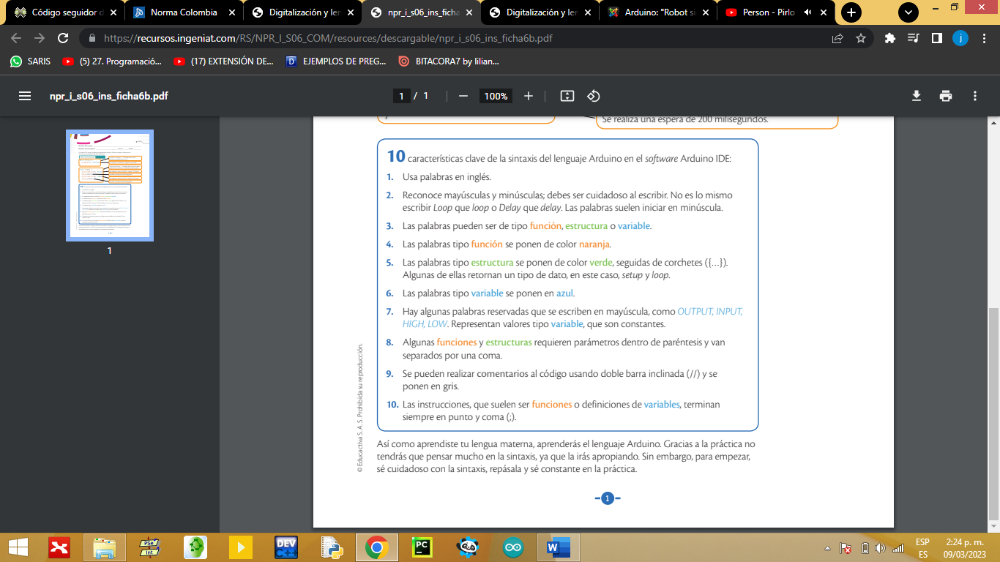 Código seguidor d
Norma Colombia
Digitalización y len
npr_i_s06_ins_ficha
Digitalización y len
Arduino: "Robot si
Person - Pirlo
https://recursos.ingeniat.com/RS/NPR_I_S06_COM/resources/descargable/npr_i_s06_ins_ficha6b.pdf
j
SARIS
(5) 27. Programació...
(17) EXTENSIÓN DE...
EJEMPLOS DE PREG...
BITACORA7 by lilian...
npr_i_s06_ins_ficha6b.pdf
1 / 1
100%
1
Se realiza una espera de 200 milisegundos.
10 características clave de la sintaxis del lenguaje Arduino en el software Arduino IDE:
1. Usa palabras en inglés.
2. Reconoce mayúsculas y minúsculas; debes ser cuidadoso al escribir. No es lo mismo
escribir Loop que loop o Delay que delay. Las palabras suelen iniciar en minúscula.
3. Las palabras pueden ser de tipo función, estructura o variable.
4. Las palabras tipo función se ponen de color naranja.
5. Las palabras tipo estructura se ponen de color verde, seguidas de corchetes ({...}).
Algunas de ellas retornan un tipo de dato, en este caso, setup y loop.
6. Las palabras tipo variable se ponen en azul.
7. Hay algunas palabras reservadas que se escriben en mayúscula, como OUTPUT, INPUT,
HIGH, LOW. Representan valores tipo variable, que son constantes.
8. Algunas funciones y estructuras requieren parámetros dentro de paréntesis y van
separados por una coma.
9. Se pueden realizar comentarios al código usando doble barra inclinada (//) y se
ponen en gris.
10. Las instrucciones, que suelen ser funciones o definiciones de variables, terminan
siempre en punto y coma (;).
© Educactiva S. A. S. Prohibida su reproducción.
Así como aprendiste tu lengua materna, aprenderás el lenguaje Arduino. Gracias a la práctica no
tendrás que pensar mucho en la sintaxis, ya que la irás apropiando. Sin embargo, para empezar,
sé cuidadoso con la sintaxis, repásala y sé constante en la práctica.
1
PSe
Int
DEV
C++
PC
W
ESP
ES
2:24 p. m.
09/03/2023